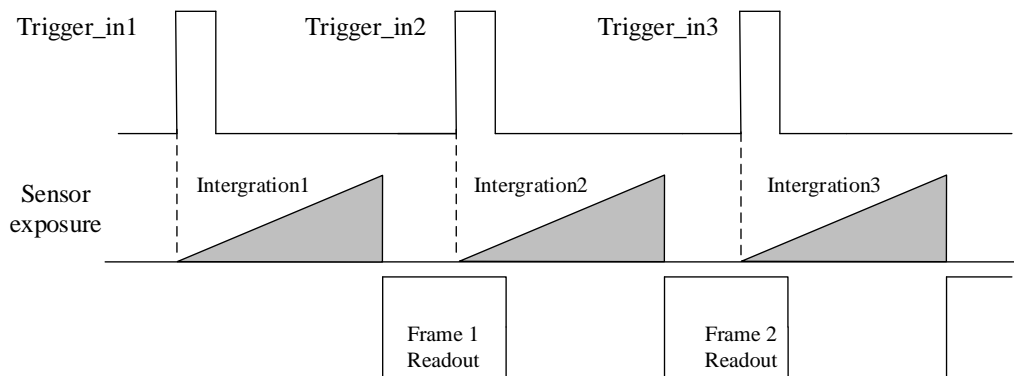 Trigger_in1
Trigger_in2
Trigger_in3
Sensor
exposure
Intergration1
Intergration2
Intergration3
Frame 1
Readout
Frame 2
Readout